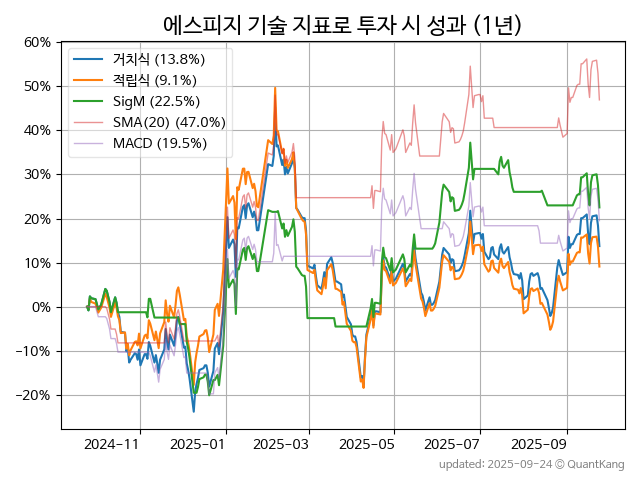 에스피지 기술 지표로 투자 시 성과 (1년)
60%
50%
40%
30%
20%
10%
0%
−10%
−20%
거치식 (13.8%)
적립식 (9.1%)
SigM (22.5%)
SMA(20) (47.0%)
MACD (19.5%)
2024-11
2025-01
2025-03
2025-05
2025-07
2025-09
updated: 2025-09-24 © QuantKang